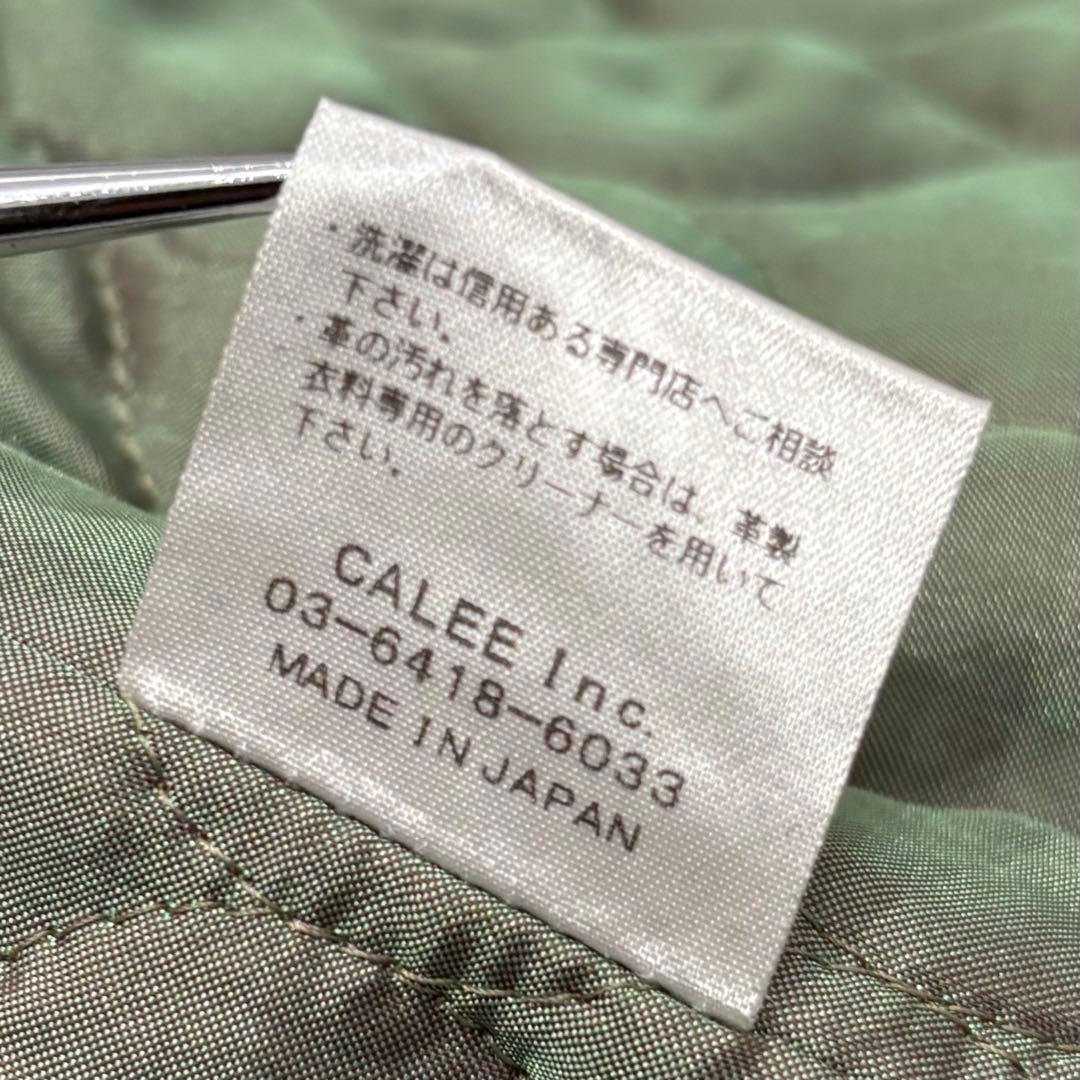 ・洗濯は信用ある専門店へご相談
下さい。
・革の汚れを落とす場合は、革製
衣料専用のクリーナーを用いて
下さい。
CALEE Inc.
03-6418-6033
MADE IN JAPAN